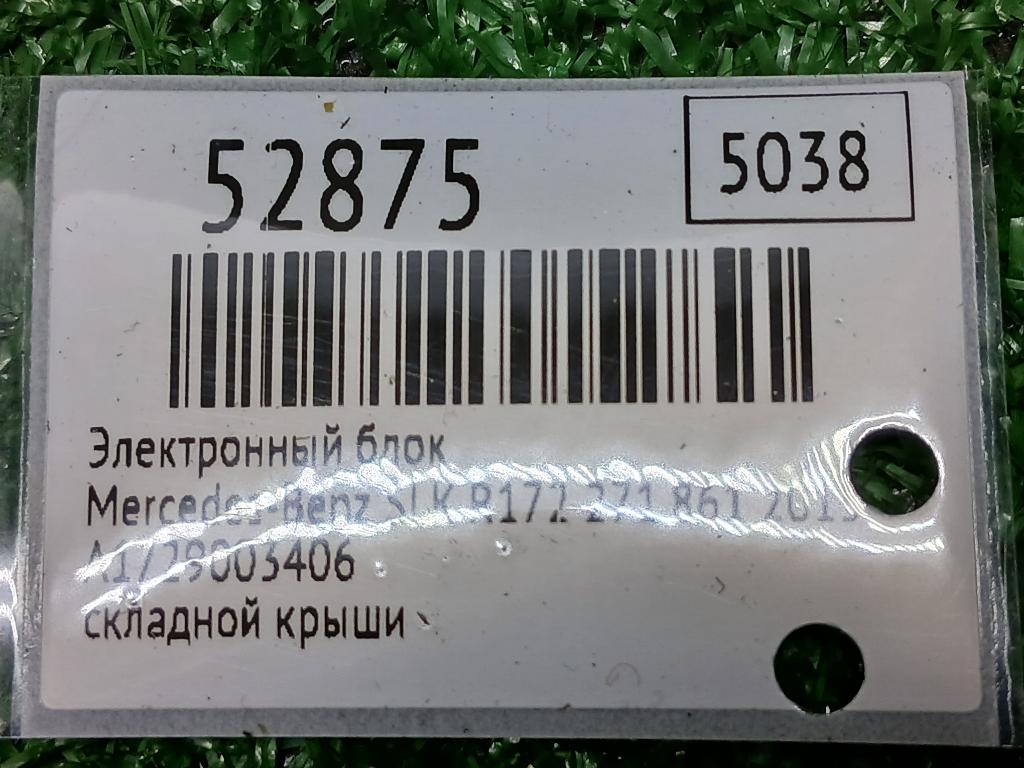 52875
5038
Электронный блок
Mercedes-Benz SLK R172 271.861
A1729003406
складной крыши